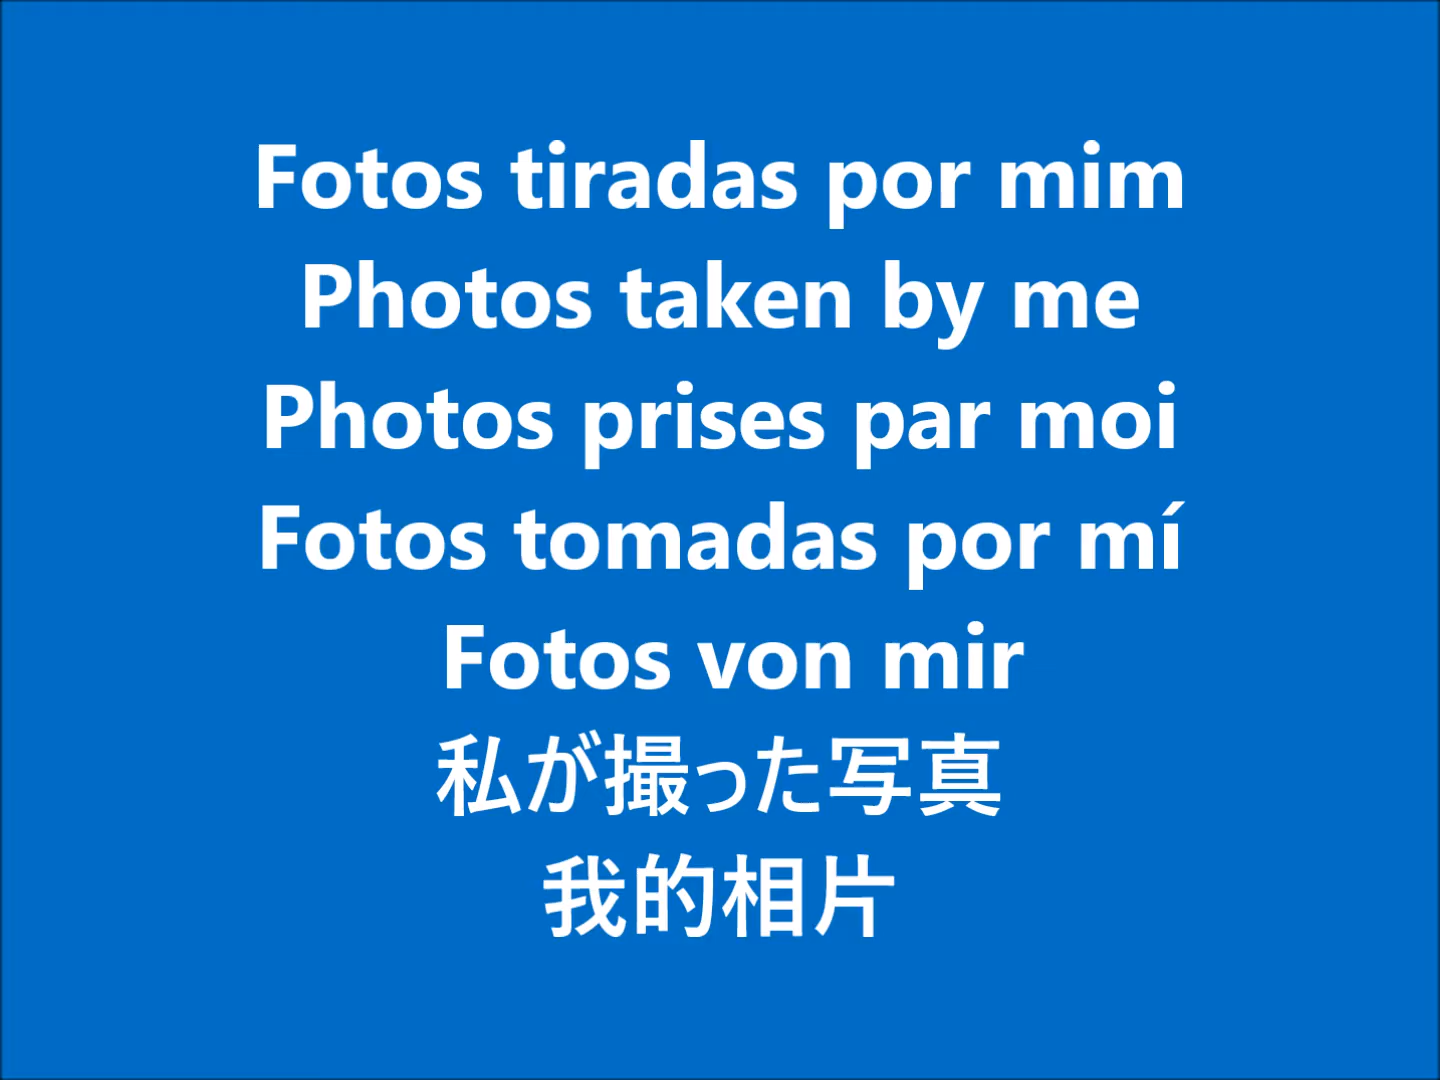 Fotos tiradas por mim
Photos taken by me
Photos prises par moi
Fotos tomadas por mí
Fotos von mir
私が撮った写真
我的相片